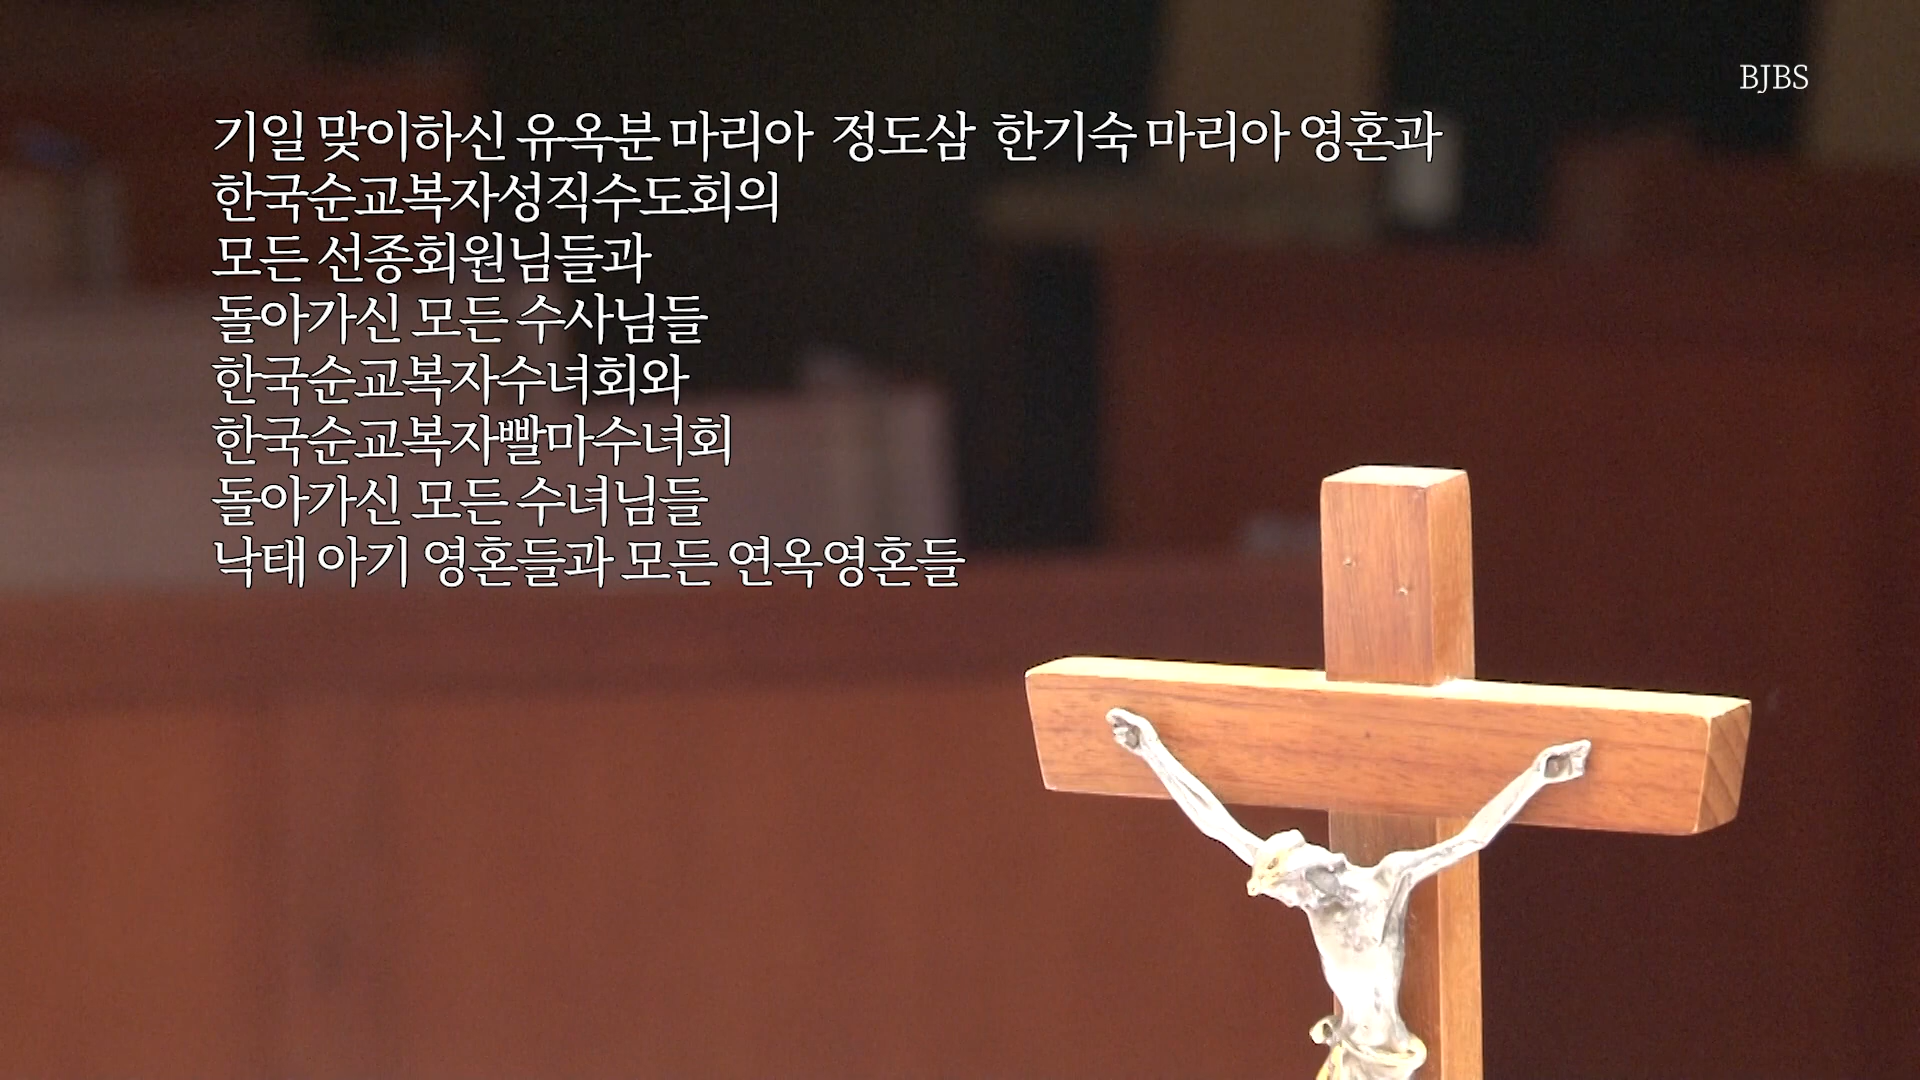 BJBS
기일 맞이하신 유옥분 마리아 정도삼 한기숙 마리아 영혼과
한국순교복자성직수도회의
모든 선종회원님들과
돌아가신 모든 수사님들
한국순교복자수녀회와
한국순교복자빨마수녀회
돌아가신 모든 수녀님들
낙태 아기 영혼들과 모든 연옥영혼들